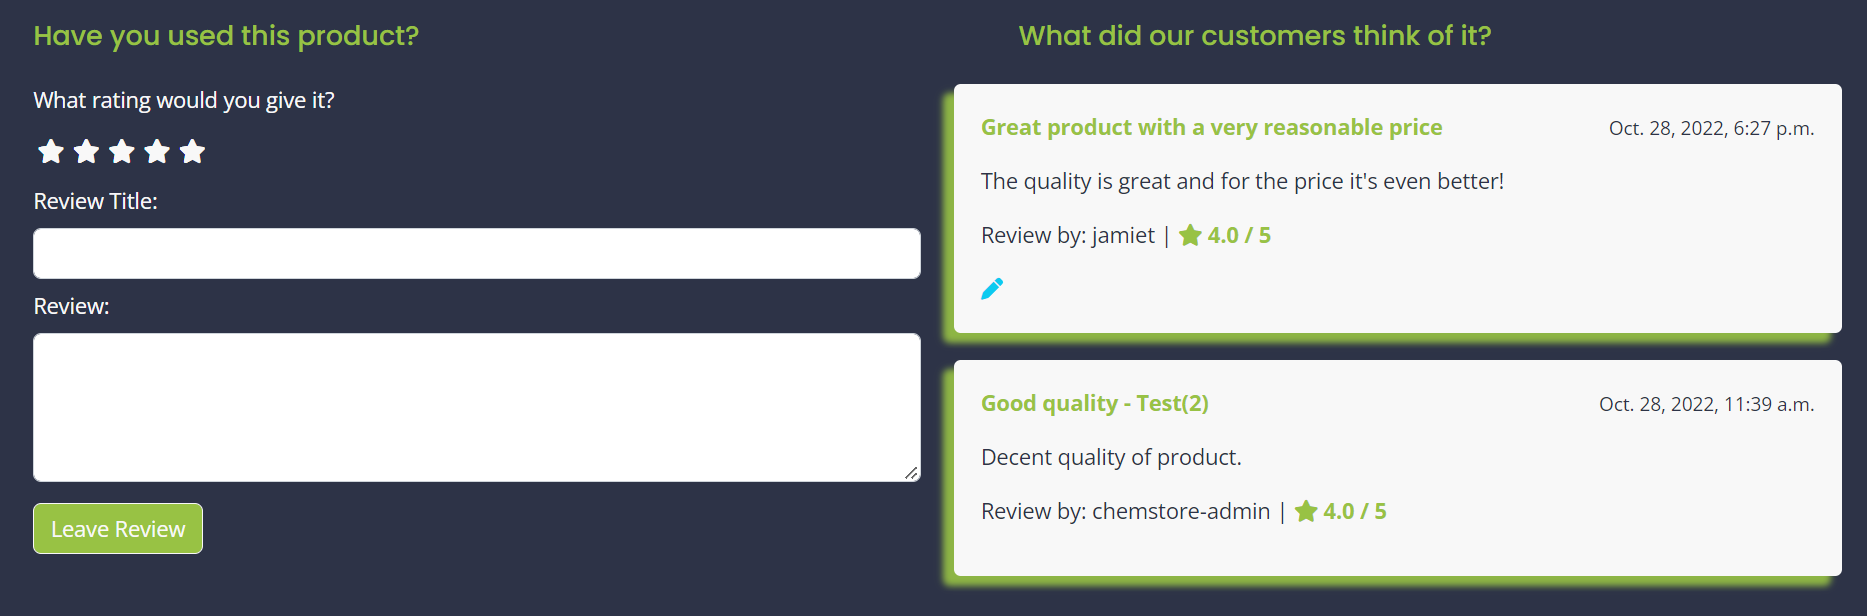 Have you used this product?
What rating would you give it?
Review Title:
Review:
Leave Review
What did our customers think of it?
Great product with a very reasonable price
Oct. 28, 2022, 6:27 p.m.
The quality is great and for the price it's even better!
Review by: jamiet | 4.0 / 5
Good quality - Test(2)
Oct. 28, 2022, 11:39 a.m.
Decent quality of product.
Review by: chemstore-admin | 4.0 / 5